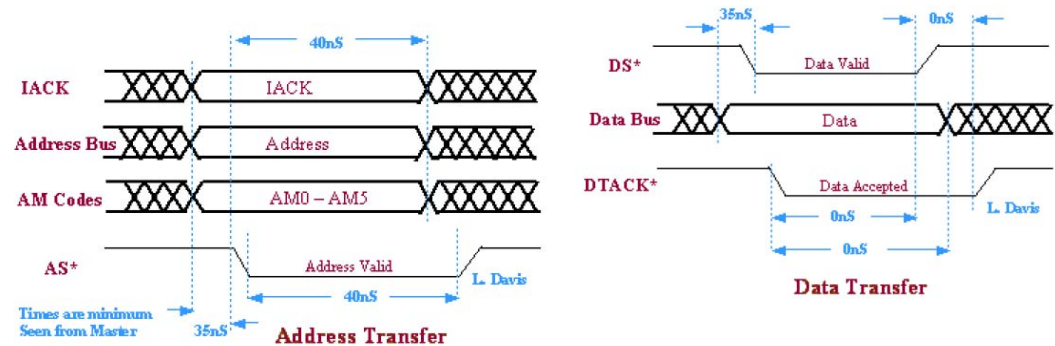 40nS
IACK
IACK
Address Bus
Address
AM Codes
AM0 – AM5
AS*
Address Valid
L. Davis
40nS
Times are minimum
Seen from Master
35nS
Address Transfer
35nS
0nS
DS*
Data Valid
Data Bus
Data
DTACK*
Data Accepted
0nS
L. Davis
0nS
Data Transfer